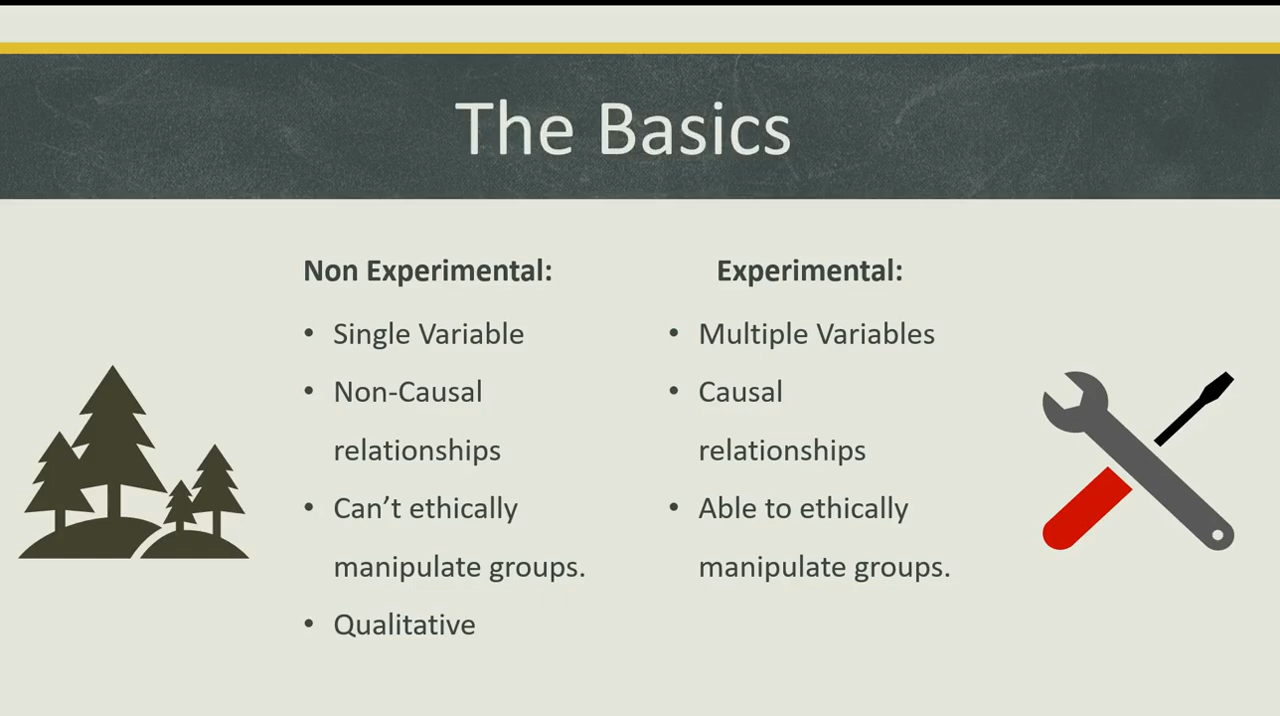 The Basics
Non Experimental:
• Single Variable
• Non-Causal
relationships
• Can’t ethically
manipulate groups.
• Qualitative
Experimental:
• Multiple Variables
• Causal
relationships
• Able to ethically
manipulate groups.